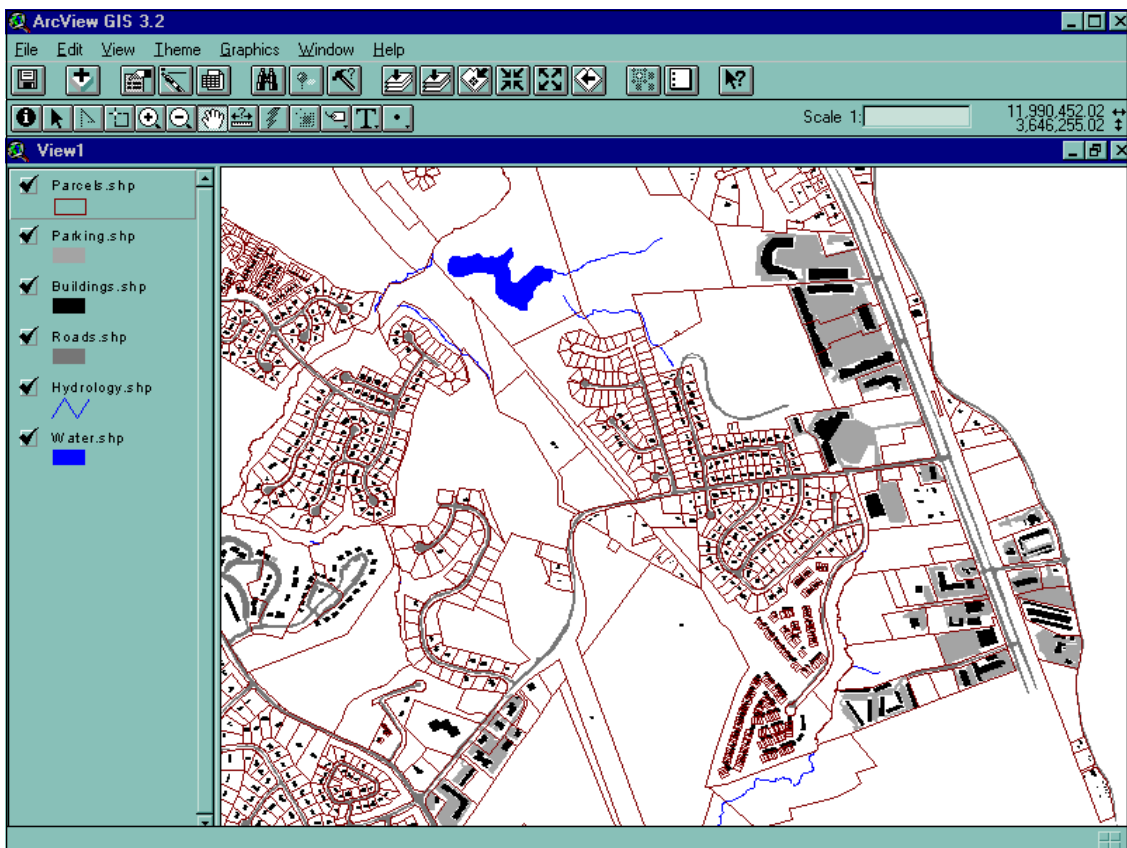 ArcView GIS 3.2
File Edit View Theme Graphics Window Help
Scale 1:
11,990,452.02
3,646,255.02
View1
Parcels.shp
Parking.shp
Buildings.shp
Roads.shp
Hydrology.shp
Water.shp